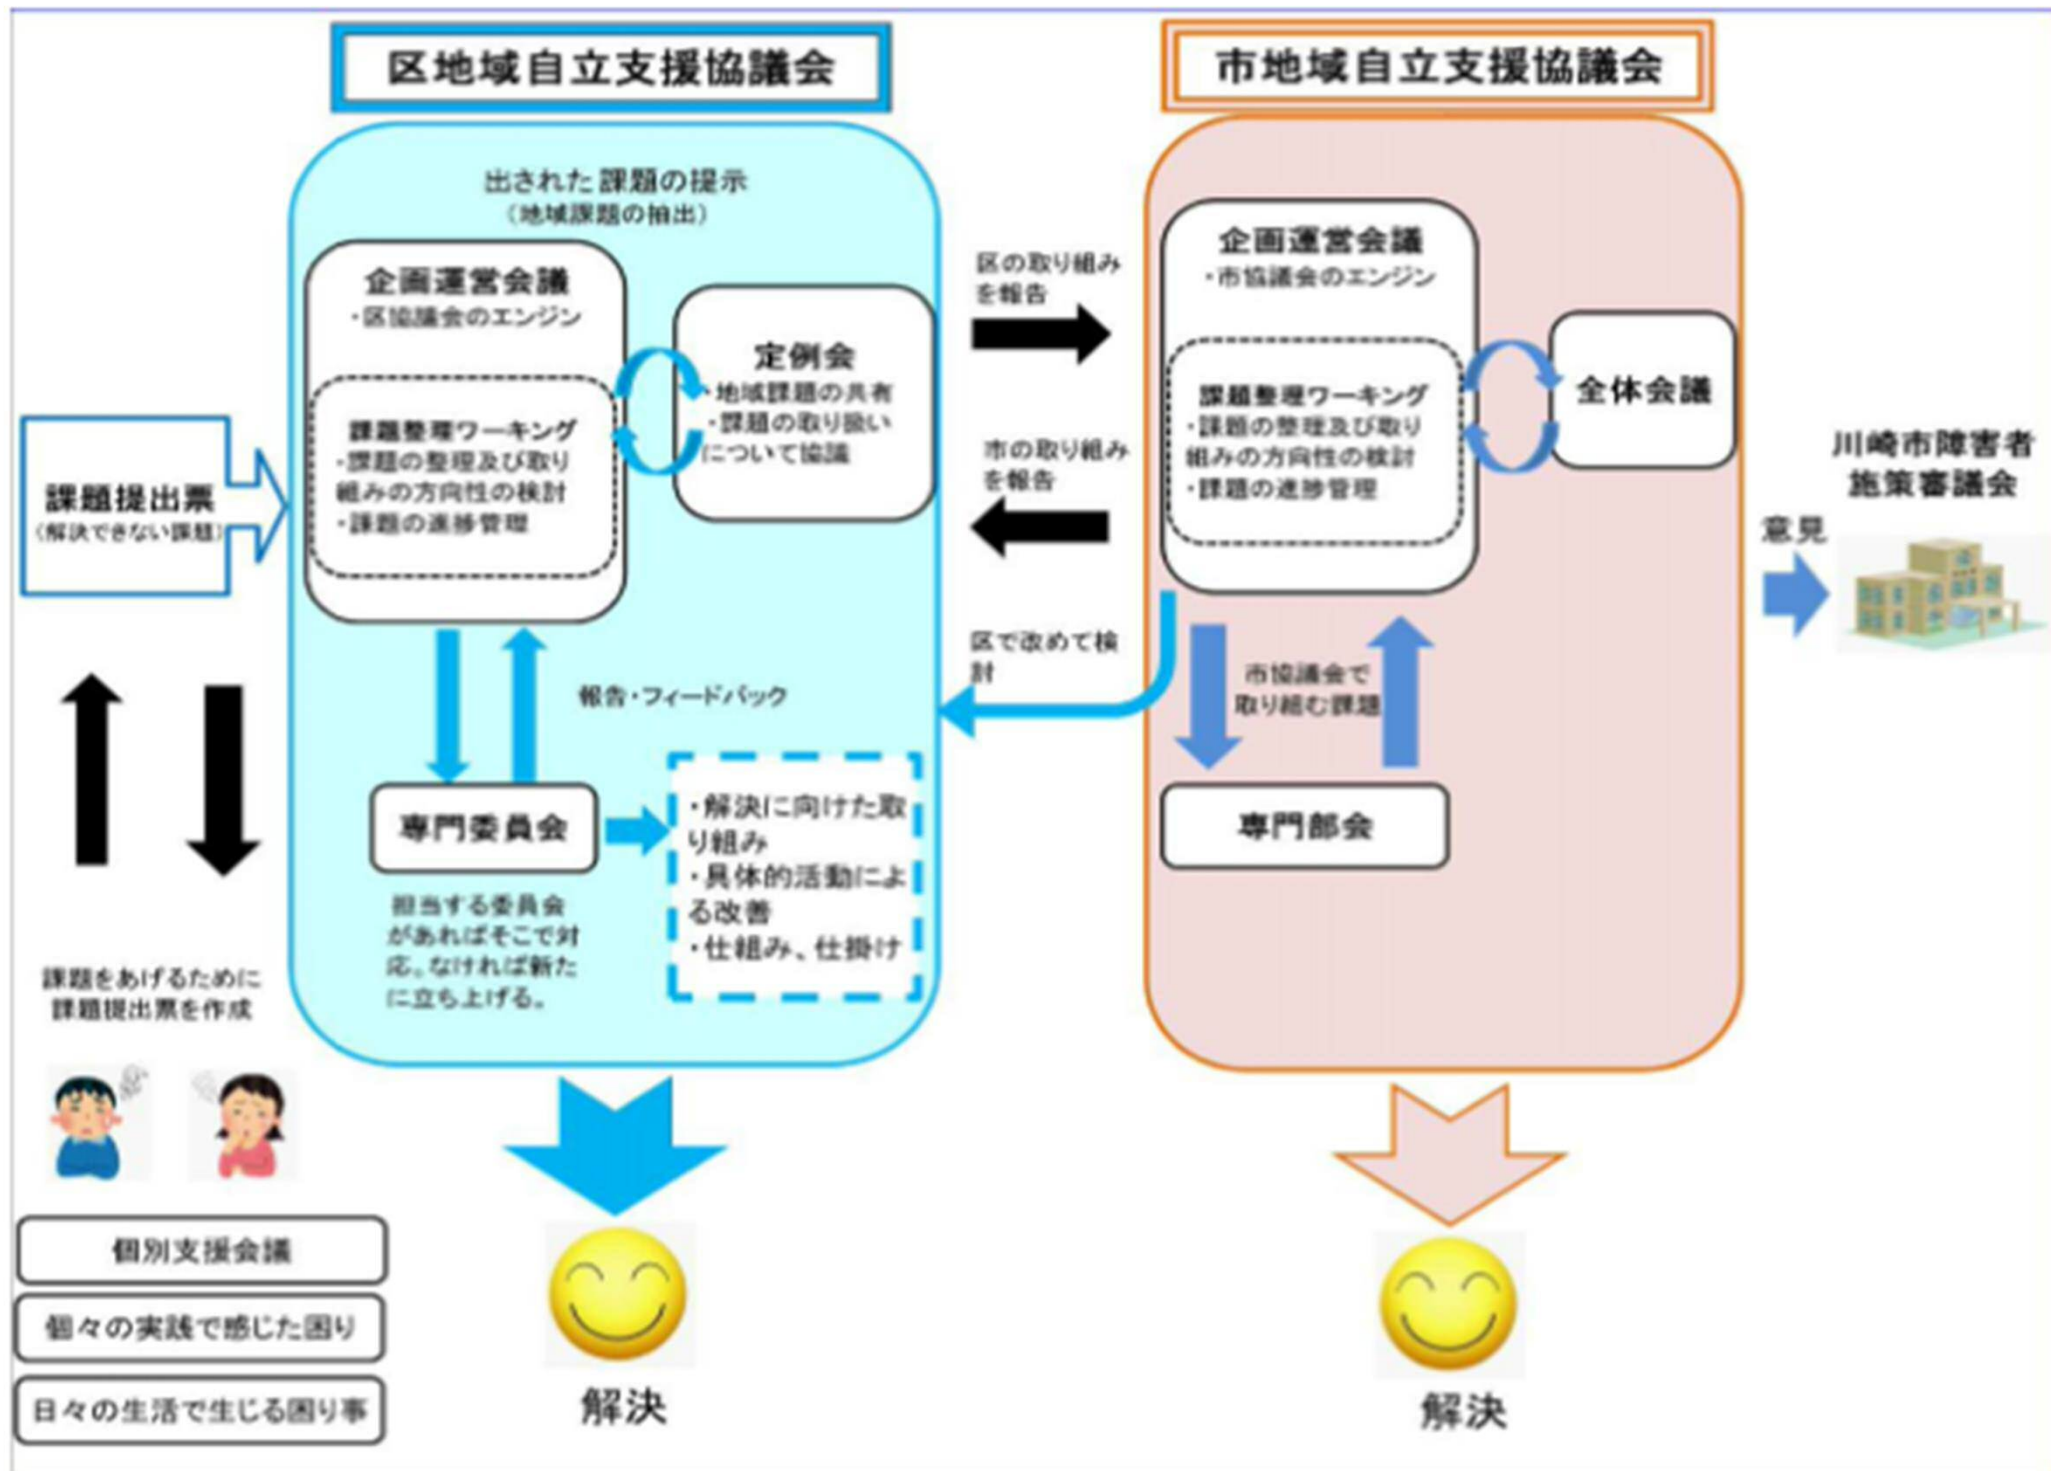 区地域自立支援協議会
市地域自立支援協議会
出された課題の提示
（地域課題の抽出）
企画運営会議
・区協議会のエンジン
課題整理ワーキング
・課題の整理及び取り
組みの方向性の検討
・課題の進捗管理
定例会
・地域課題の共有
・課題の取り扱い
について協議
課題提出票
（解決できない課題）
区の取り組み
を報告
市の取り組み
を報告
区で改めて検
討
企画運営会議
・市協議会のエンジン
課題整理ワーキング
・課題の整理及び取り
組みの方向性の検討
・課題の進捗管理
全体会議
川崎市障害者
施策審議会
意見
報告・フィードバック
市協議会で
取り組む課題
専門委員会
・解決に向けた取
り組み
・具体的活動によ
る改善
・仕組み、仕掛け
専門部会
担当する委員会
があればそこで対
応。なければ新た
に立ち上げる。
課題をあげるために
課題提出票を作成
個別支援会議
個々の実践で感じた困り
日々の生活で生じる困り事
解決
解決